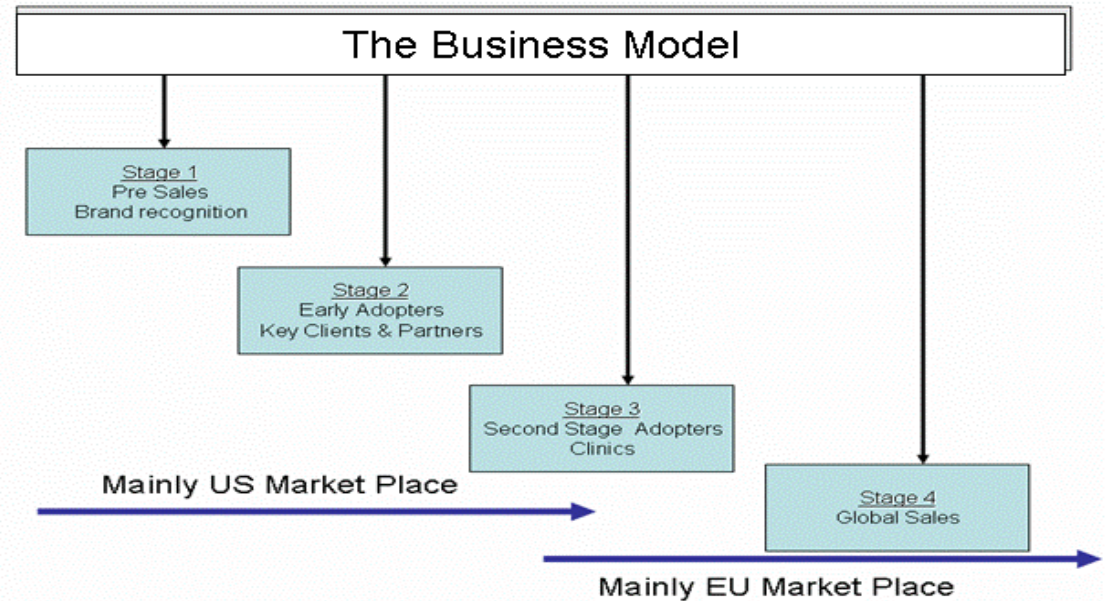 The Business Model
Stage 1
Pre Sales
Brand recognition
Stage 2
Early Adopters
Key Clients & Partners
Stage 3
Second Stage Adopters
Clinics
Mainly US Market Place
Stage 4
Global Sales
Mainly EU Market Place